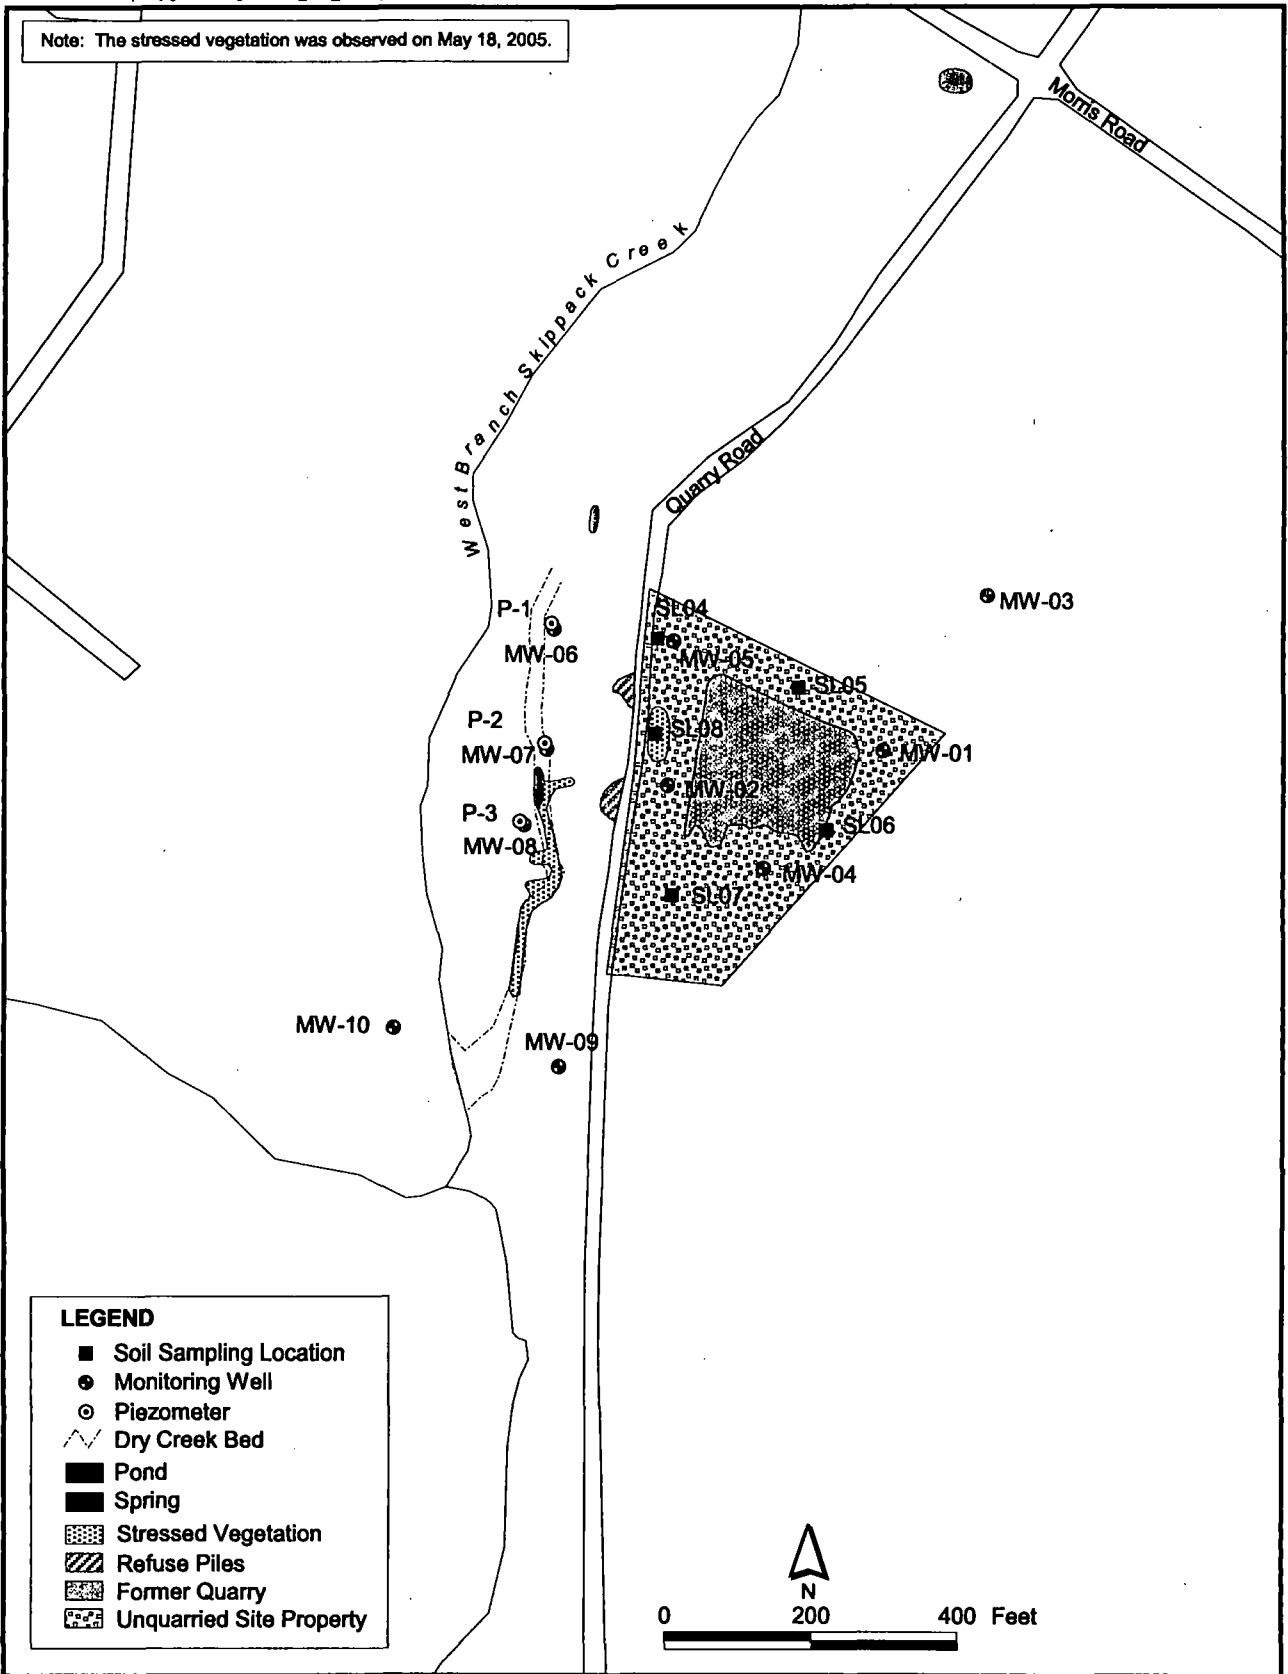 Note: The stressed vegetation was observed on May 18, 2005.
Morris Road
West Branch Skippack Creek
Quarry Road
MW-03
P-1
SL04
MW-06
MW-05
SL05
P-2
SL08
MW-07
MW-01
MW-02
P-3
SL06
MW-08
MW-04
SL07
MW-10
MW-09
LEGEND
Soil Sampling Location
Monitoring Well
Piezometer
Dry Creek Bed
Pond
Spring
Stressed Vegetation
Refuse Piles
Former Quarry
Unquarried Site Property
N
0 200 400 Feet